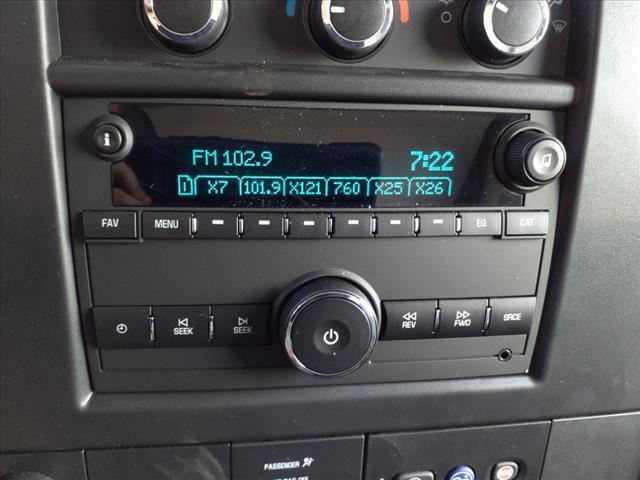 i
FM 102.9 7:22
1 X7 101.9 X121 760 X25 X26
FAV MENU EQ CAT
SEEK SEEK REV FWD SRCE
PASSENGER